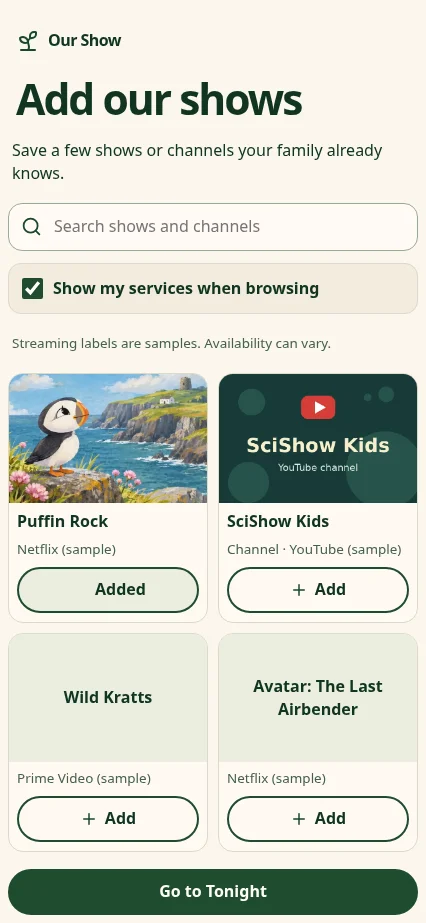 Our Show
Add our shows
Save a few shows or channels your family already
knows.
Search shows and channels
Show my services when browsing
Streaming labels are samples. Availability can vary.
SciShow Kids
YouTube channel
Puffin Rock
Netflix (sample)
Added
SciShow Kids
Channel · YouTube (sample)
+ Add
Wild Kratts
Prime Video (sample)
+ Add
Avatar: The Last
Airbender
Netflix (sample)
+ Add
Go to Tonight